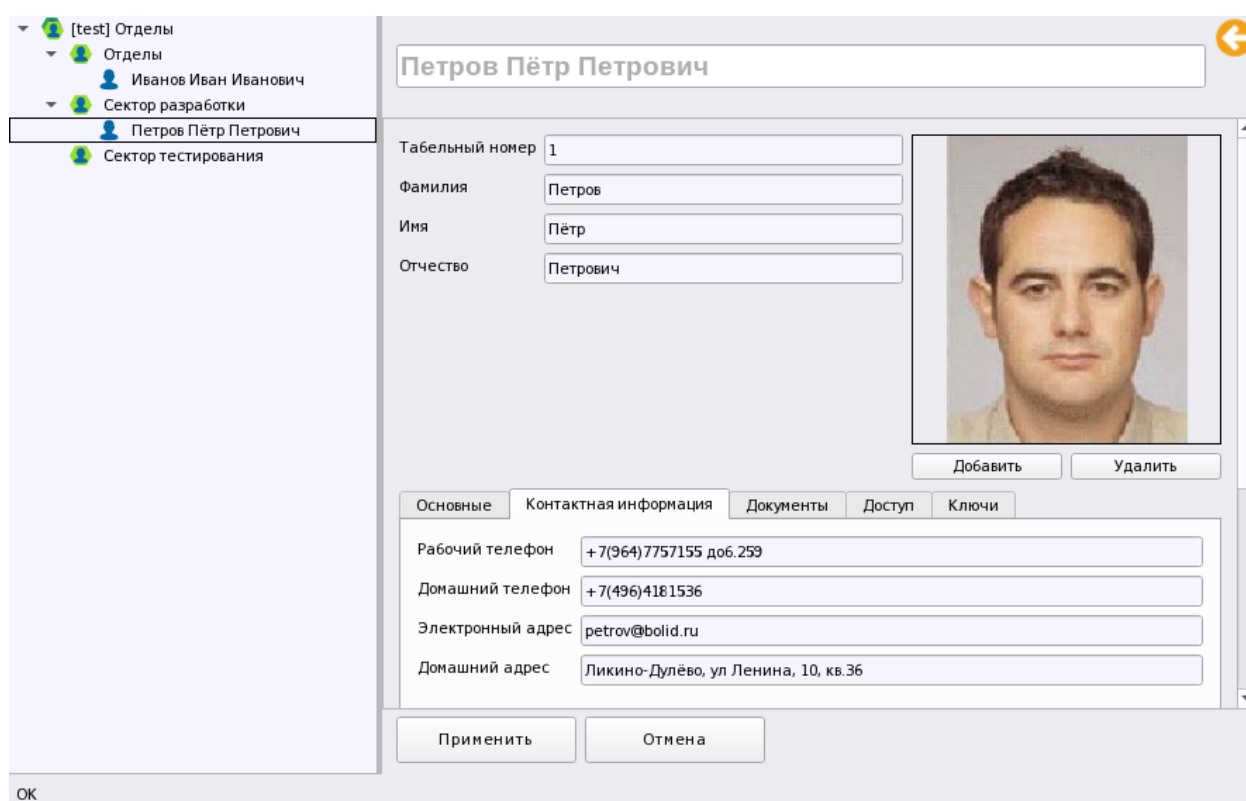 [test] Отделы
Отделы
Иванов Иван Иванович
Сектор разработки
Петров Пётр Петрович
Сектор тестирования
Петров Пётр Петрович
Табельный номер 1
Фамилия Петров
Имя Пётр
Отчество Петрович
Добавить Удалить
Основные Контактная информация Документы Доступ Ключи
Рабочий телефон +7(964)7757155 доб.259
Домашний телефон +7(496)4181536
Электронный адрес petrov@bolid.ru
Домашний адрес Ликино-Дулёво, ул Ленина, 10, кв.36
Применить Отмена
OK